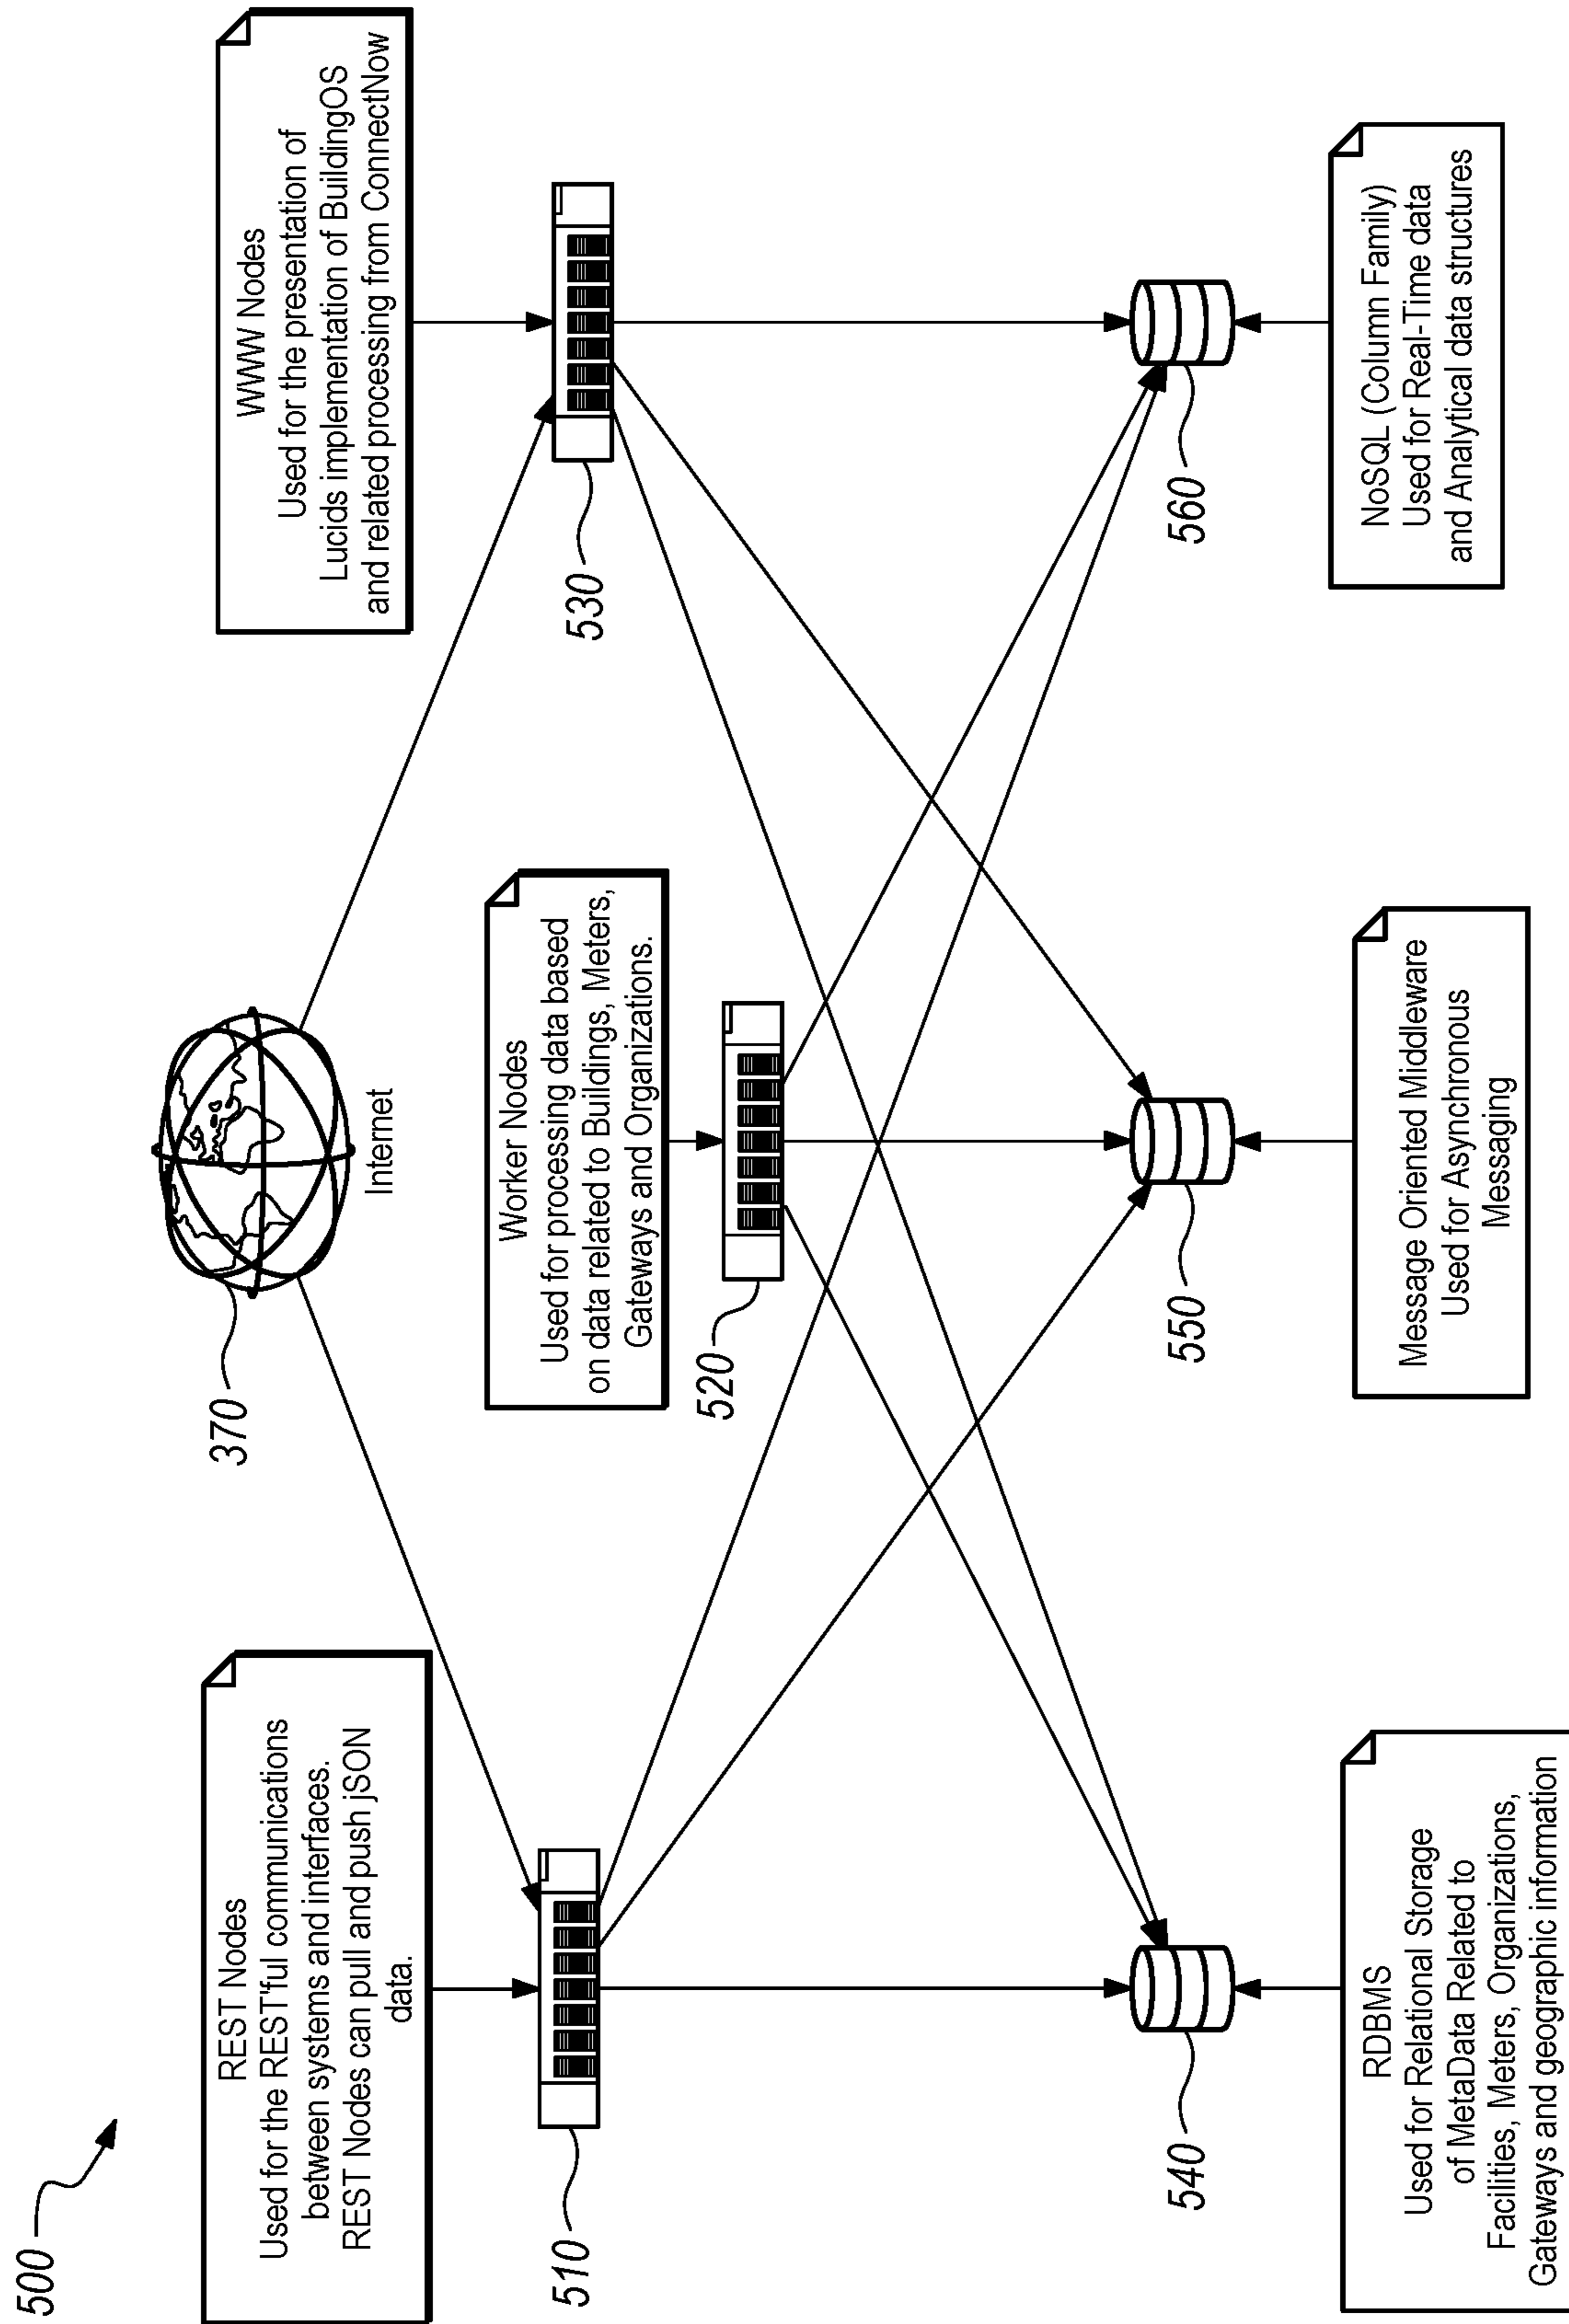 500
370
Internet
REST Nodes
Used for the REST'ful communications
between systems and interfaces.
REST Nodes can pull and push jSON
data.
510
Worker Nodes
Used for processing data based
on data related to Buildings, Meters,
Gateways and Organizations.
520
WWW Nodes
Used for the presentation of
Lucids implementation of BuildingOS
and related processing from ConnectNow
530
540
RDBMS
Used for Relational Storage
of MetaData Related to
Facilities, Meters, Organizations,
Gateways and geographic information
550
Message Oriented Middleware
Used for Asynchronous
Messaging
560
NoSQL (Column Family)
Used for Real-Time data
and Analytical data structures